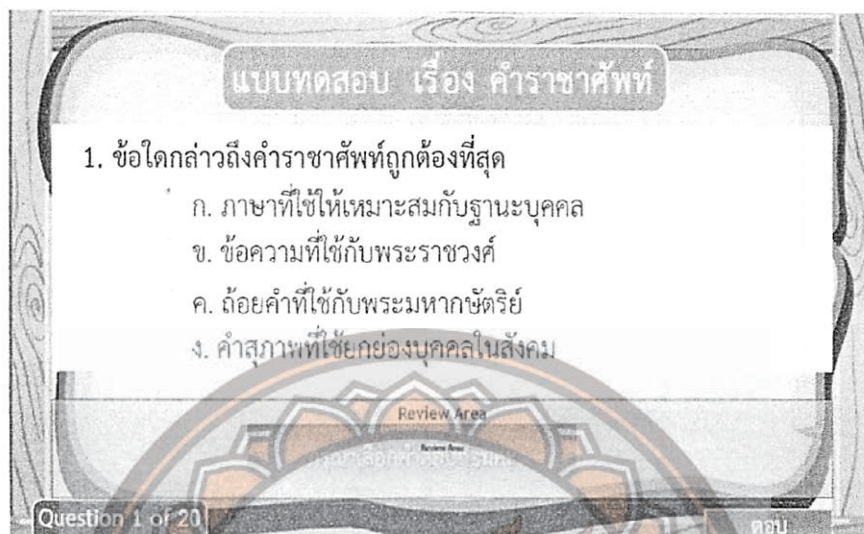 แบบทดสอบ เรื่อง คำราชาศัพท์
1. ข้อใดกล่าวถึงคำราชาศัพท์ถูกต้องที่สุด
ก. ภาษาที่ใช้ให้เหมาะสมกับฐานะบุคคล
ข. ข้อความที่ใช้กับพระราชวงศ์
ค. ถ้อยคำที่ใช้กับพระมหากษัตริย์
ง. คำสุภาพที่ใช้ยกย่องบุคคลในสังคม
Review Area
Review Area
Question 1 of 20
ตอบ